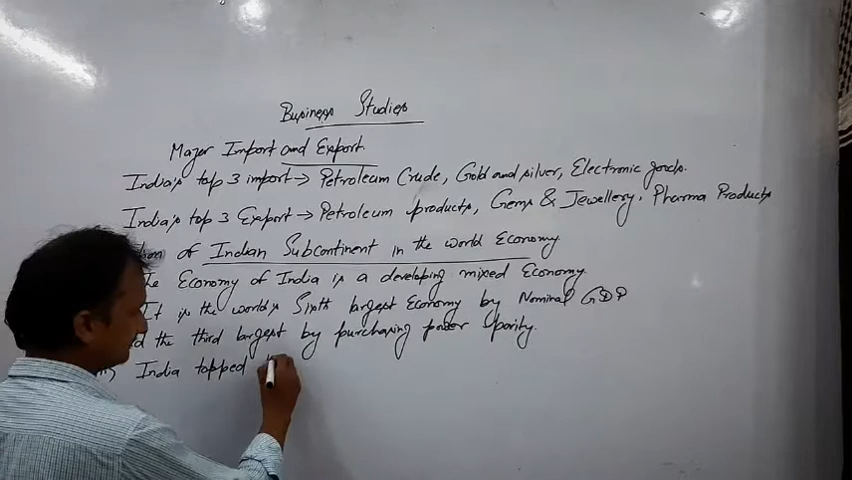 Business Studies
Major Import and Export
India's top 3 import → Petroleum Crude, Gold and silver, Electronic goods.
India's top 3 Export → Petroleum products, Gems & Jewellery, Pharma Products
of Indian Subcontinent in the world Economy
Economy of India is a developing mixed Economy.
It is the world's Sixth largest Economy by Nominal GDP
the third largest by purchasing power parity.
India topped